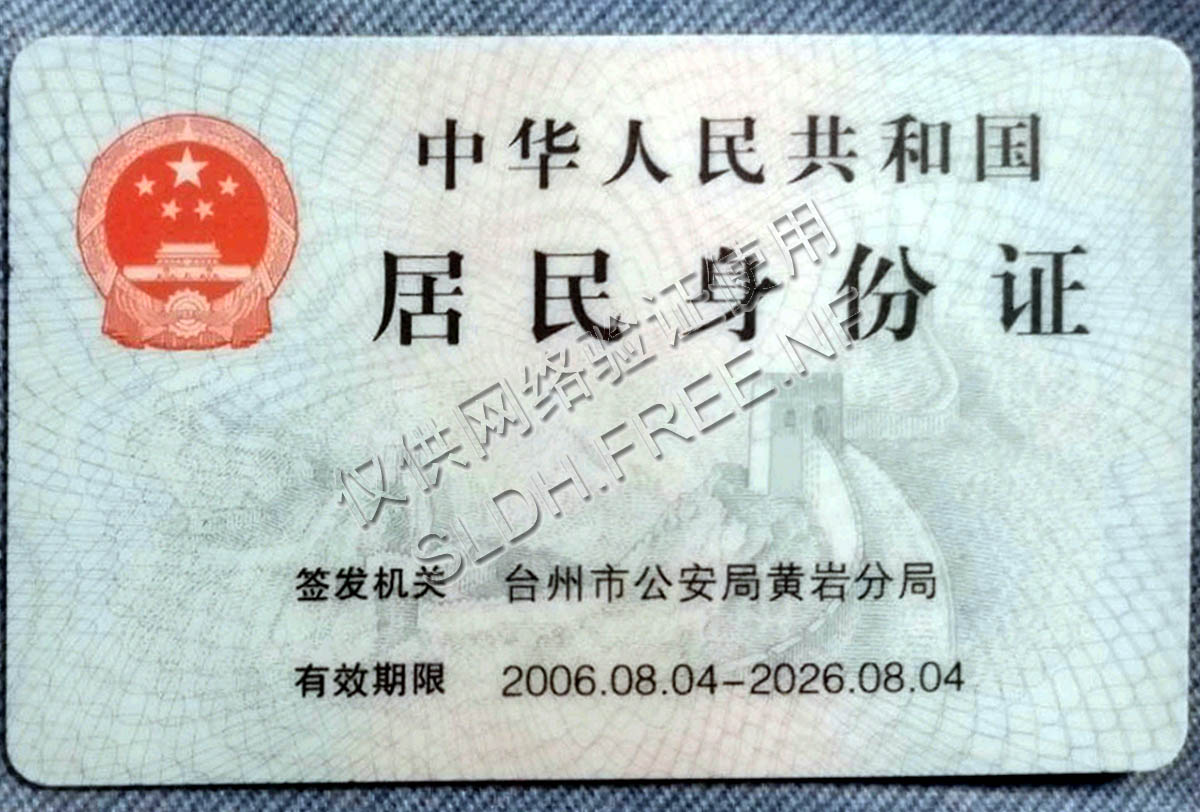 中华人民共和国
居民身份证
仅供网络验证使用
SLDH.FREE.NF
签发机关 台州市公安局黄岩分局
有效期限 2006.08.04-2026.08.04